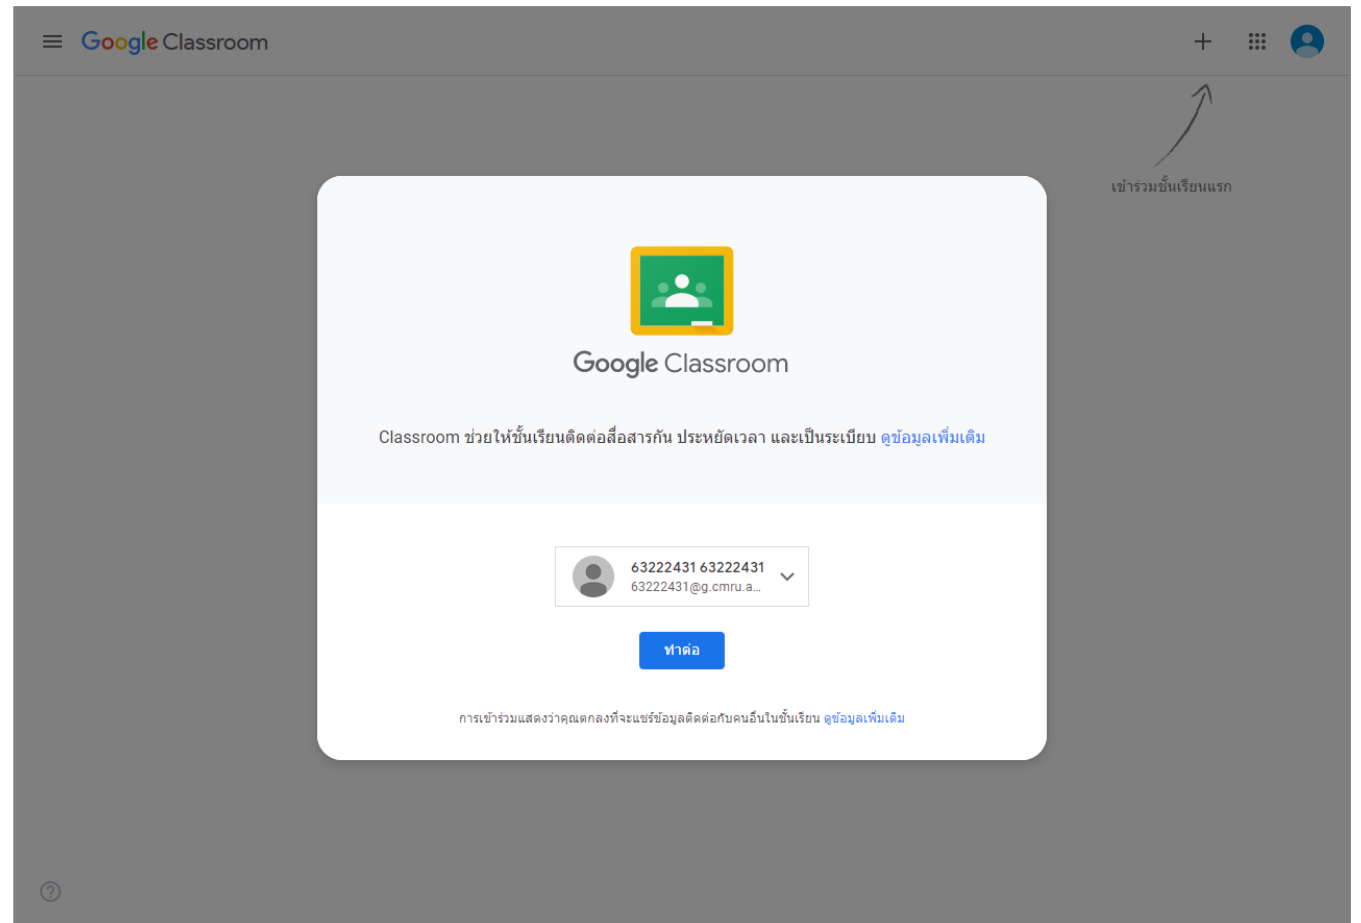 Google Classroom
เข้าร่วมชั้นเรียนแรก
Google Classroom
Classroom ช่วยให้ชั้นเรียนติดต่อสื่อสารกัน ประหยัดเวลา และเป็นระเบียบ ดูข้อมูลเพิ่มเติม
63222431 63222431
63222431@g.cmru.a...
ทำต่อ
การเข้าร่วมแสดงว่าคุณตกลงที่จะแชร์ข้อมูลติดต่อกับคนอื่นในชั้นเรียน ดูข้อมูลเพิ่มเติม